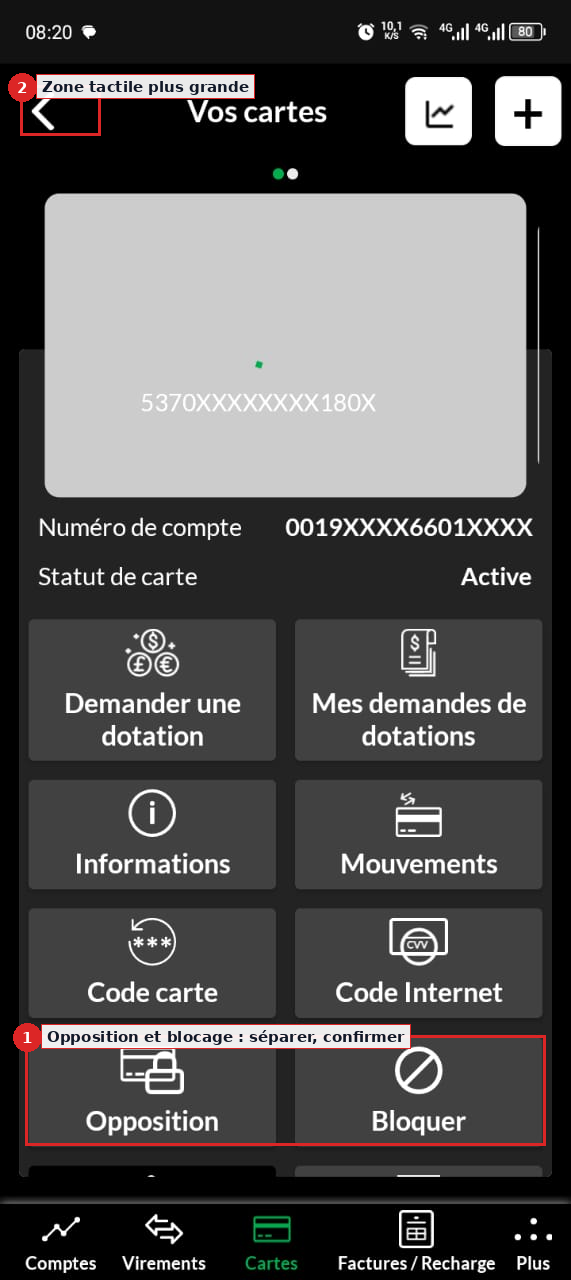 08:20
10,1
K/S
4G
4G
80
2
Zone tactile plus grande
Vos cartes
5370XXXXXXXX180X
Numéro de compte 0019XXXX6601XXXX
Statut de carte Active
Demander une
dotation
Mes demandes de
dotations
Informations
Mouvements
***
Code carte
CVV
Code Internet
1
Opposition et blocage : séparer, confirmer
Opposition
Bloquer
Comptes
Virements
Cartes
Factures / Recharge
Plus